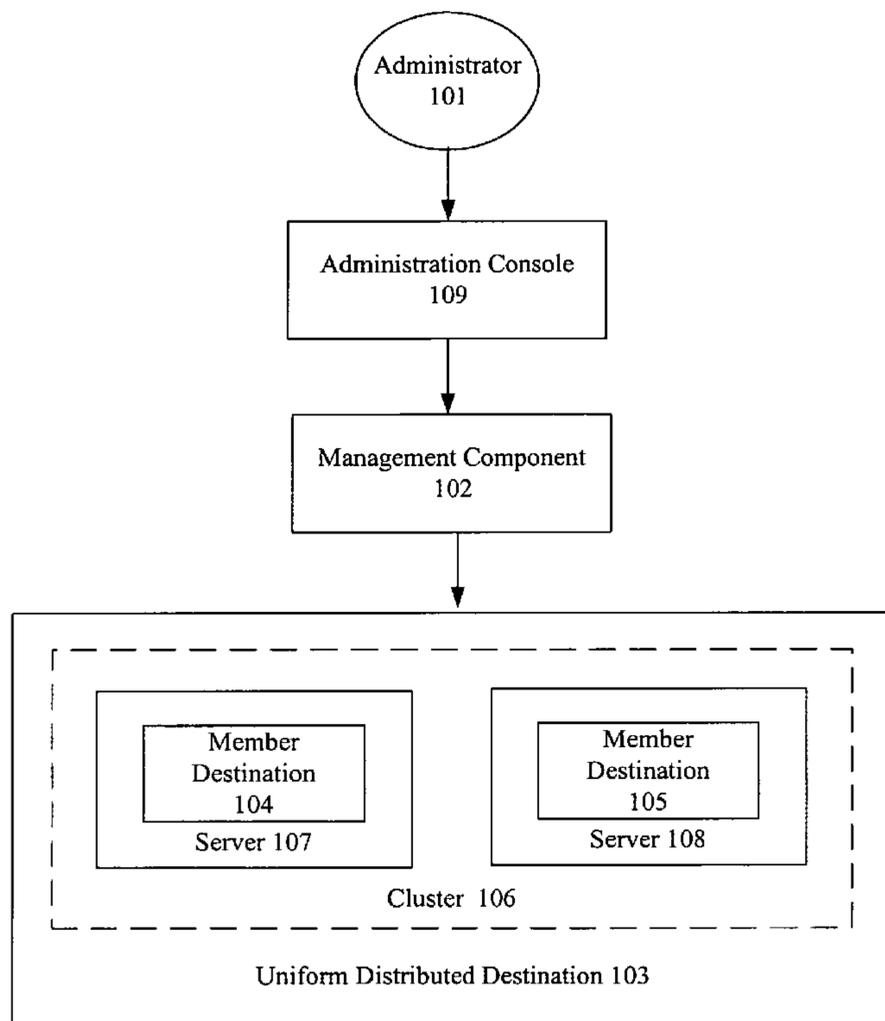 Administrator
101
Administration Console
109
Management Component
102
Member
Destination
104
Server 107
Member
Destination
105
Server 108
Cluster 106
Uniform Distributed Destination 103